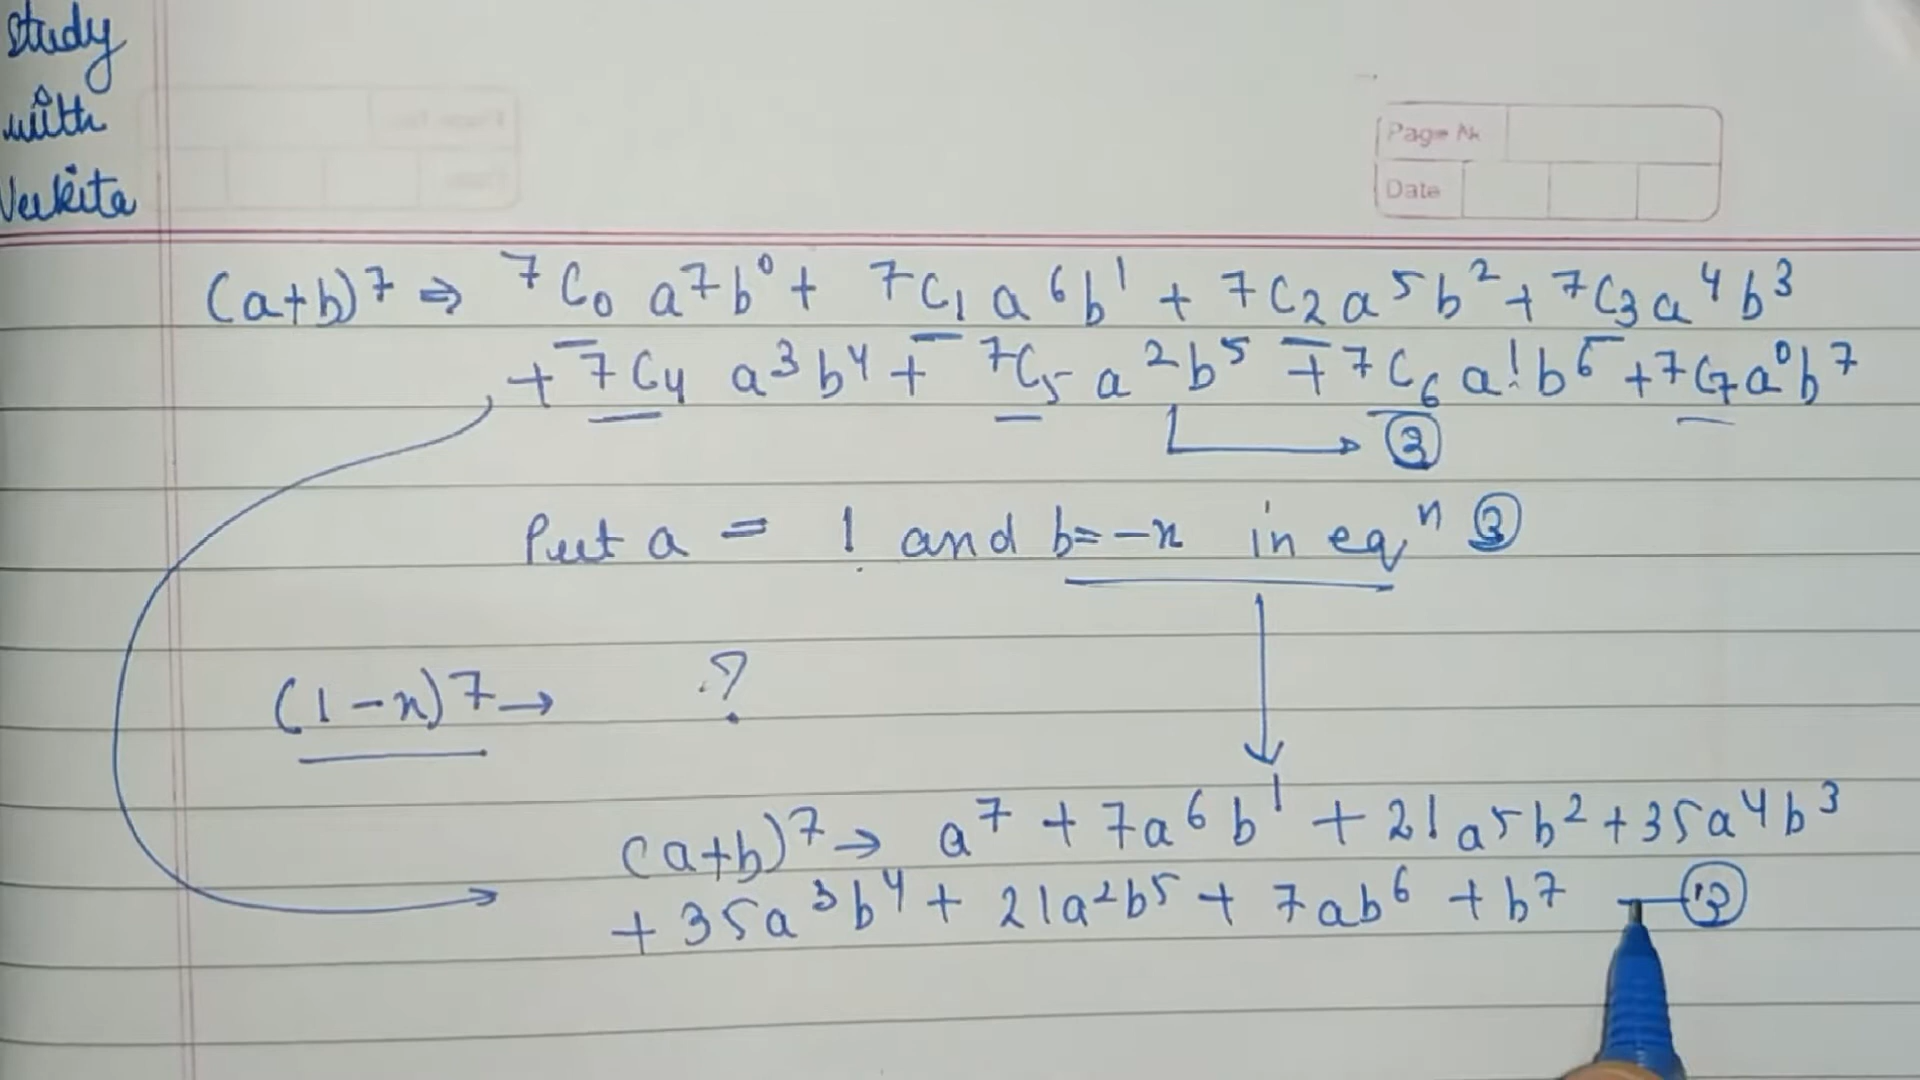 Study
with
Page No
Date
(a+b)⁷ ⇒ ⁷C₀ a⁷b⁰ + ⁷C₁ a⁶b¹ + ⁷C₂ a⁵b² + ⁷C₃ a⁴b³
+ ⁷C₄ a³b⁴ + ⁷C₅ a²b⁵ + ⁷C₆ a¹b⁶ + ⁷C₇ a⁰b⁷
③
Put a = 1 and b=-x in eqⁿ ③
(1-x)⁷→ ?
(a+b)⁷→ a⁷ + 7a⁶b¹ + 21a⁵b² + 35a⁴b³
+ 35a³b⁴ + 21a²b⁵ + 7ab⁶ + b⁷ —③